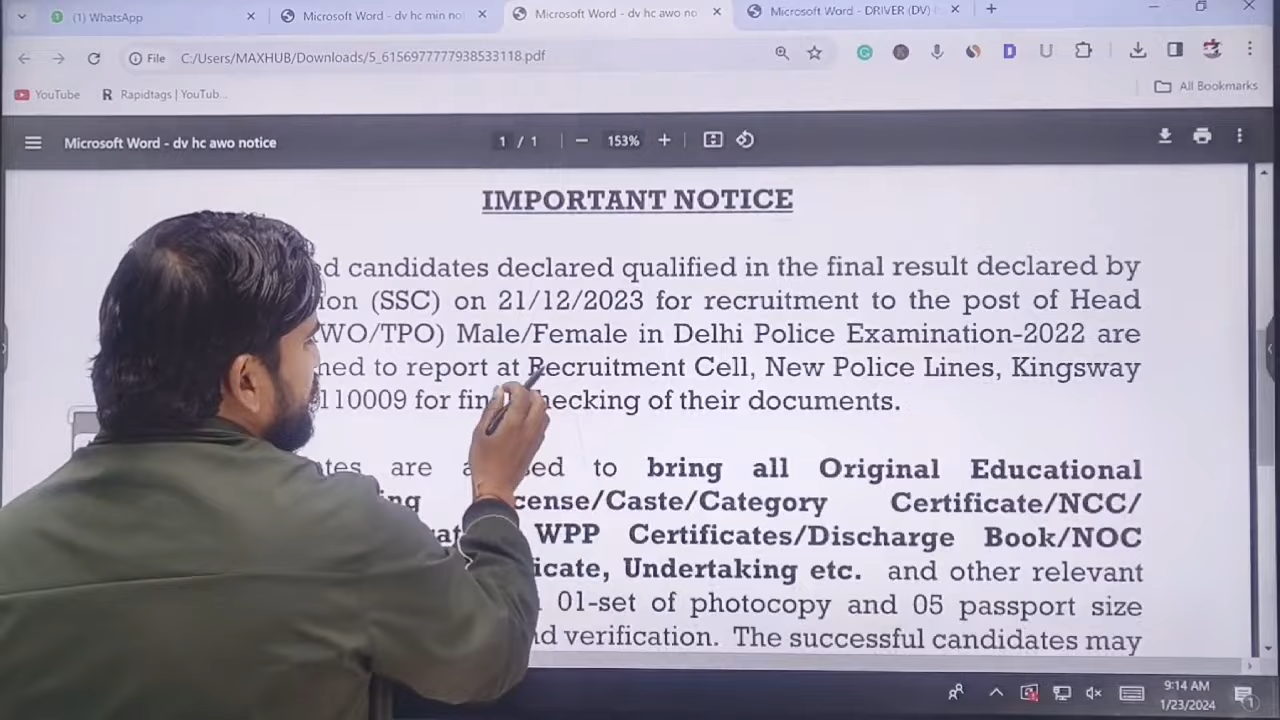 (1) WhatsApp
Microsoft Word - dv hc min no
Microsoft Word - dv hc awo no
Microsoft Word - DRIVER (DV)
File C:/Users/MAXHUB/Downloads/5_6156977777938533118.pdf
YouTube
Rapidtags | YouTub...
All Bookmarks
Microsoft Word - dv hc awo notice
1 / 1
153%
IMPORTANT NOTICE
d candidates declared qualified in the final result declared by
ion (SSC) on 21/12/2023 for recruitment to the post of Head
WO/TPO) Male/Female in Delhi Police Examination-2022 are
ned to report at Recruitment Cell, New Police Lines, Kingsway
110009 for hecking of their documents.
tes are to bring all Original Educational
ng cense/Caste/Category Certificate/NCC/
WPP Certificates/Discharge Book/NOC
icate, Undertaking etc. and other relevant
01-set of photocopy and 05 passport size
d verification. The successful candidates may
9:14 AM
1/23/2024